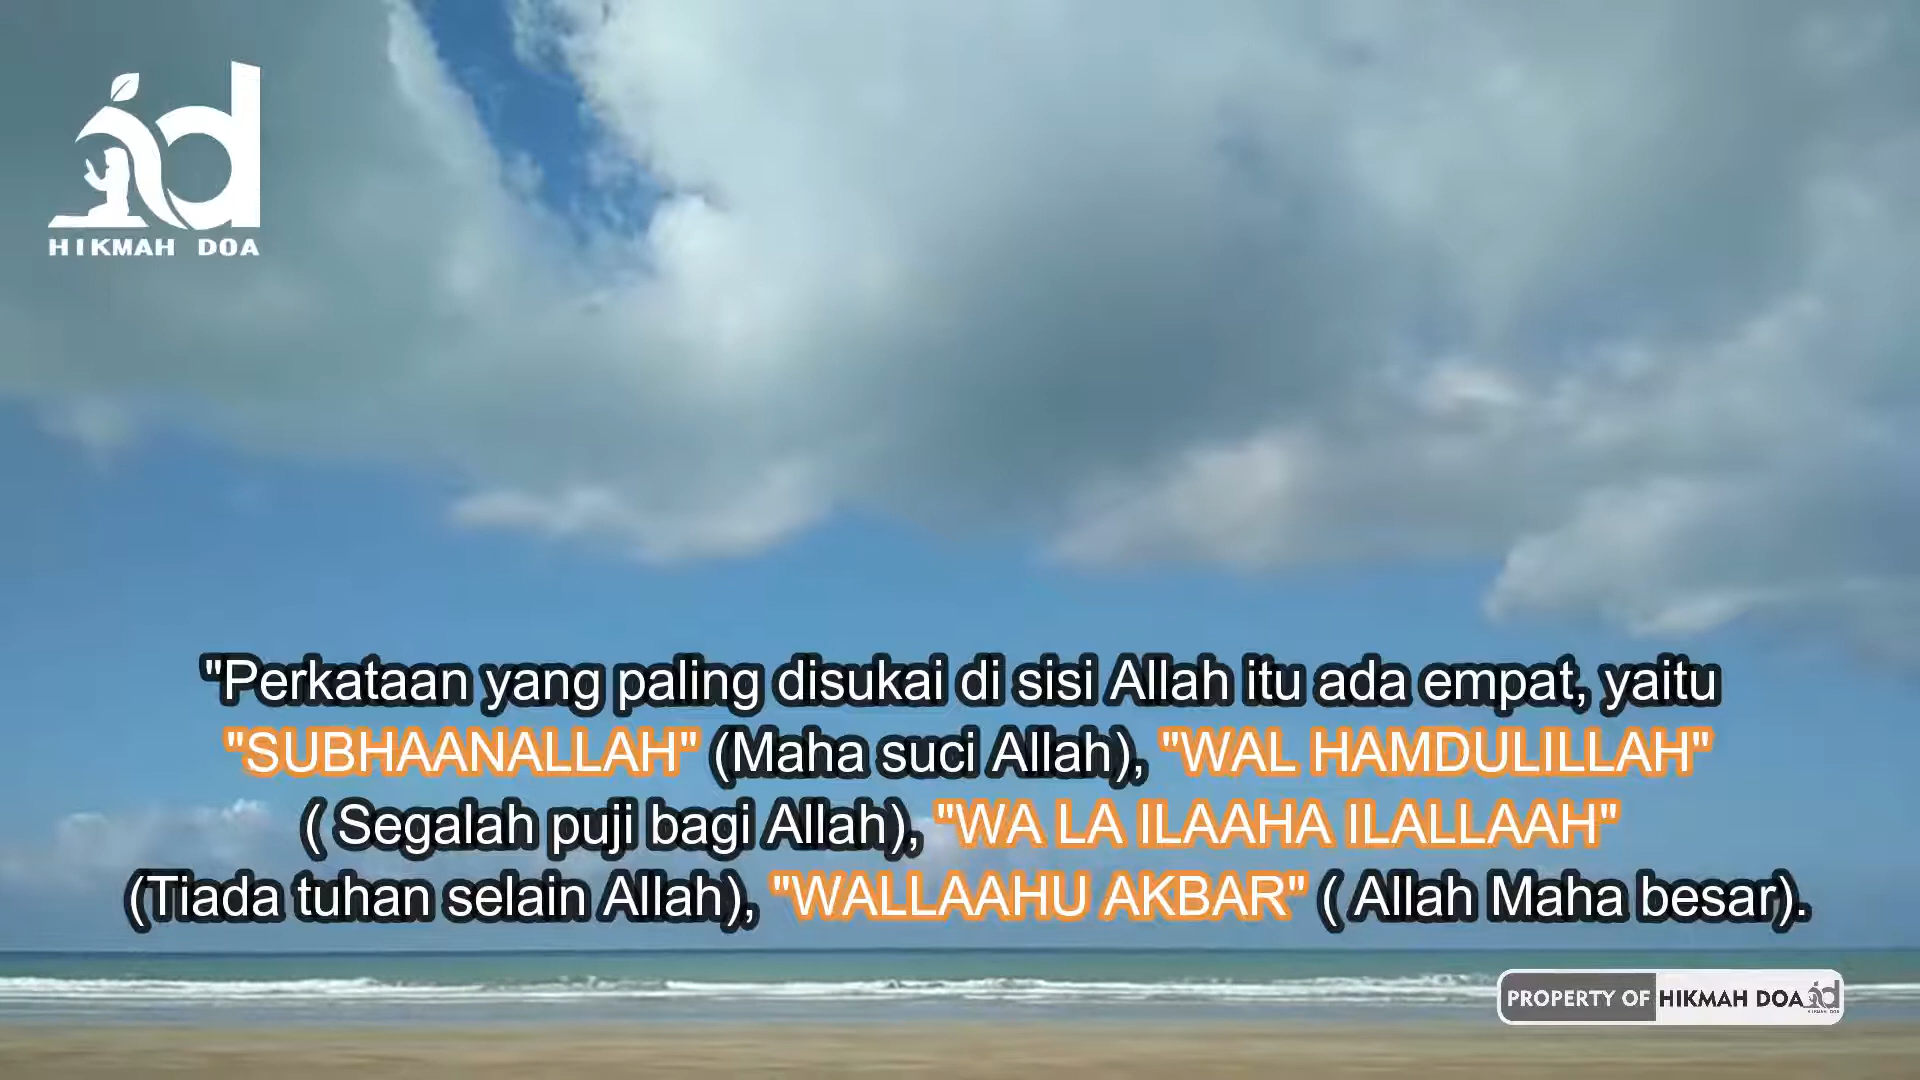 HIKMAH DOA
"Perkataan yang paling disukai di sisi Allah itu ada empat, yaitu
"SUBHAANALLAH" (Maha suci Allah), "WAL HAMDULILLAH"
( Segalah puji bagi Allah), "WA LA ILAAHA ILALLAAH"
(Tiada tuhan selain Allah), "WALLAAHU AKBAR" ( Allah Maha besar).
PROPERTY OF HIKMAH DOA